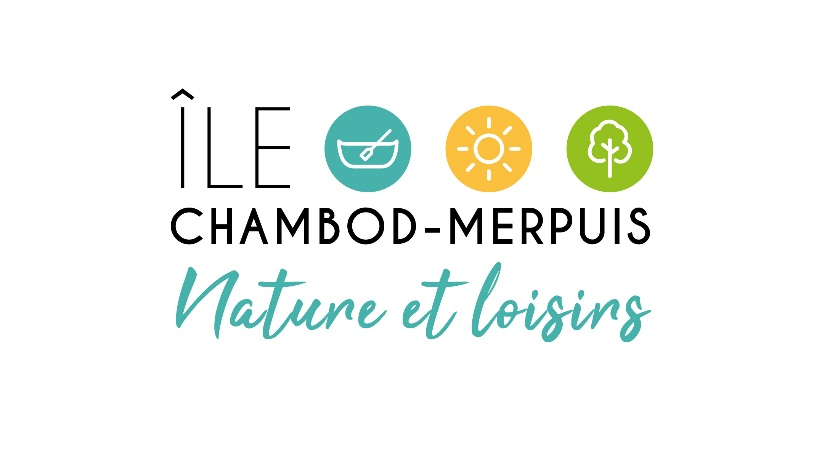 ÎLE
CHAMBOD-MERPUIS
Nature et loisirs